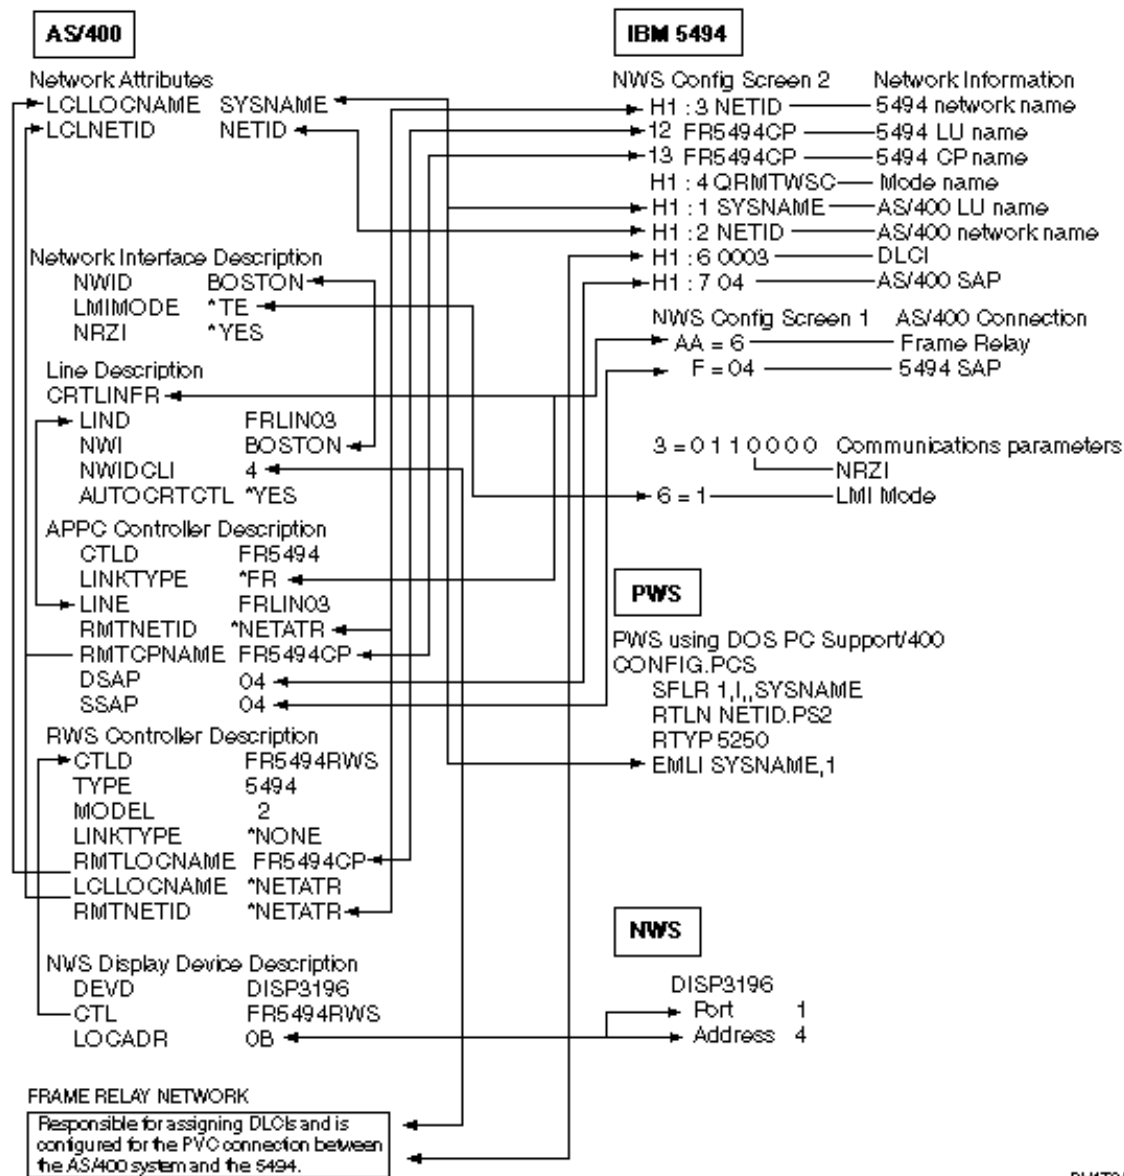 AS/400
Network Attributes
LCLLOCNAME SYSNAME
LCLNETID NETID
Network Interface Description
NWID BOSTON
LMIMODE *TE
NRZI *YES
Line Description
CRTLINFR
LIND FRLIN03
NWI BOSTON
NWIDCLI 4
AUTOCRTCTL *YES
APPC Controller Description
CTLD FR5494
LINKTYPE *FR
LINE FRLIN03
RMTNETID *NETATR
RMTCPNAME FR5494CP
DSAP 04
SSAP 04
RWS Controller Description
CTLD FR5494RWS
TYPE 5494
MODEL 2
LINKTYPE *NONE
RMTLOCNAME FR5494CP
LCLLOCNAME *NETATR
RMTNETID *NETATR
NWS Display Device Description
DEVD DISP3196
CTL FR5494RWS
LOCADR 0B
FRAME RELAY NETWORK
Responsible for assigning DLCIs and is
configured for the PVC connection between
the AS/400 system and the 5494.
IBM 5494
NWS Config Screen 2 Network Information
H1 : 3 NETID 5494 network name
12 FR5494CP 5494 LU name
13 FR5494CP 5494 CP name
H1 : 4 QRMTWSC Mode name
H1 : 1 SYSNAME AS/400 LU name
H1 : 2 NETID AS/400 network name
H1 : 6 0003 DLCI
H1 : 7 04 AS/400 SAP
NWS Config Screen 1 AS/400 Connection
AA = 6 Frame Relay
F = 04 5494 SAP
3 = 0 1 1 0 0 0 0 Communications parameters
NRZI
6 = 1 LMI Mode
PWS
PWS using DOS PC Support/400
CONFIG.PCS
SFLR 1,I,,SYSNAME
RTLN NETID.PS2
RTYP 5250
EMLI SYSNAME,1
NWS
DISP3196
Port 1
Address 4